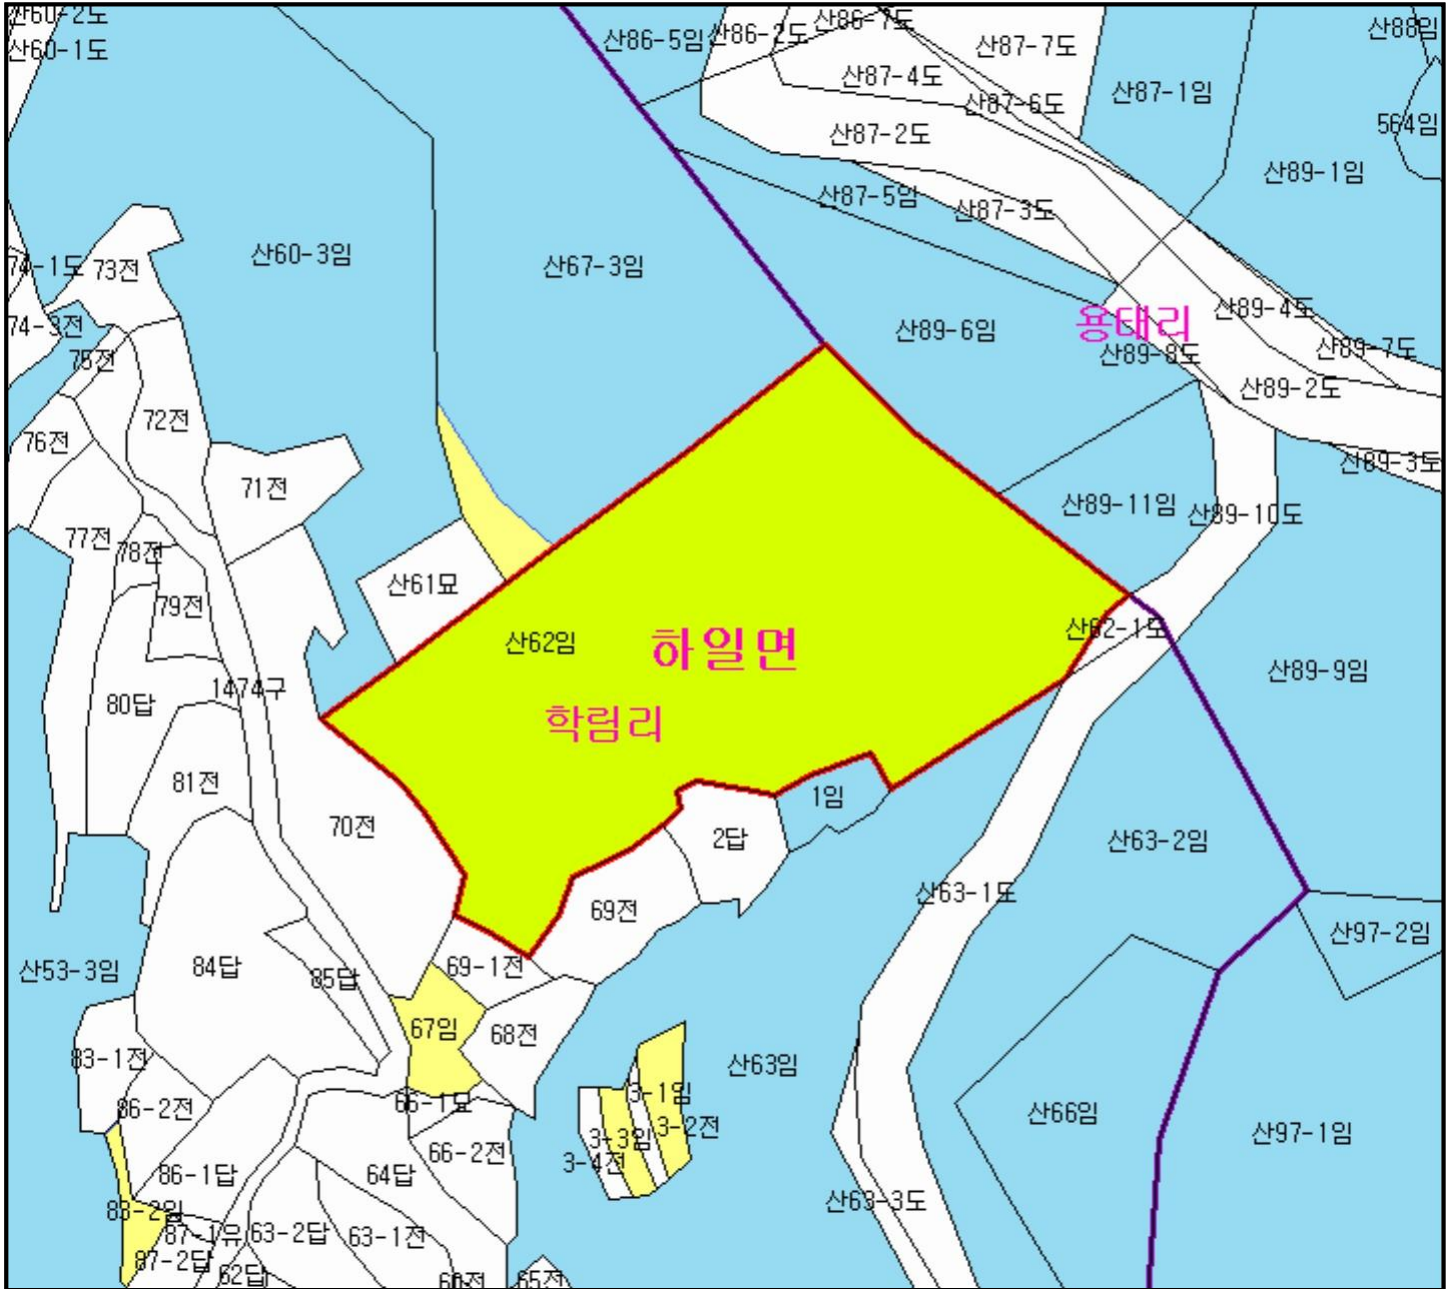 산60-2도
산60-1도
산86-5임
산86-2도
산86-7도
산87-7도
산88임
산87-4도
산87-6도
산87-1임
564임
산87-2도
산89-1임
산87-5임
산87-3도
산60-3임
산67-3임
74-1도
73전
산89-4도
74-3전
산89-6임
용태리
75전
산89-8도
산89-7도
산89-2도
72전
76전
산89-3도
71전
산89-11임
산89-10도
77전
78전
산61묘
79전
산62임
하일면
산62-1도
산89-9임
80답
1474구
학림리
81전
70전
1임
2답
산63-2임
산63-1도
69전
산97-2임
산53-3임
84답
85답
69-1전
67임
68전
83-1전
산63임
86-2전
66-1묘
3-1임
산66임
3-2전
3-3임
산97-1임
66-2전
3-4전
86-1답
64답
83-2임
산63-3도
87-1유
63-2답
63-1전
87-2답
62답
60전
65전